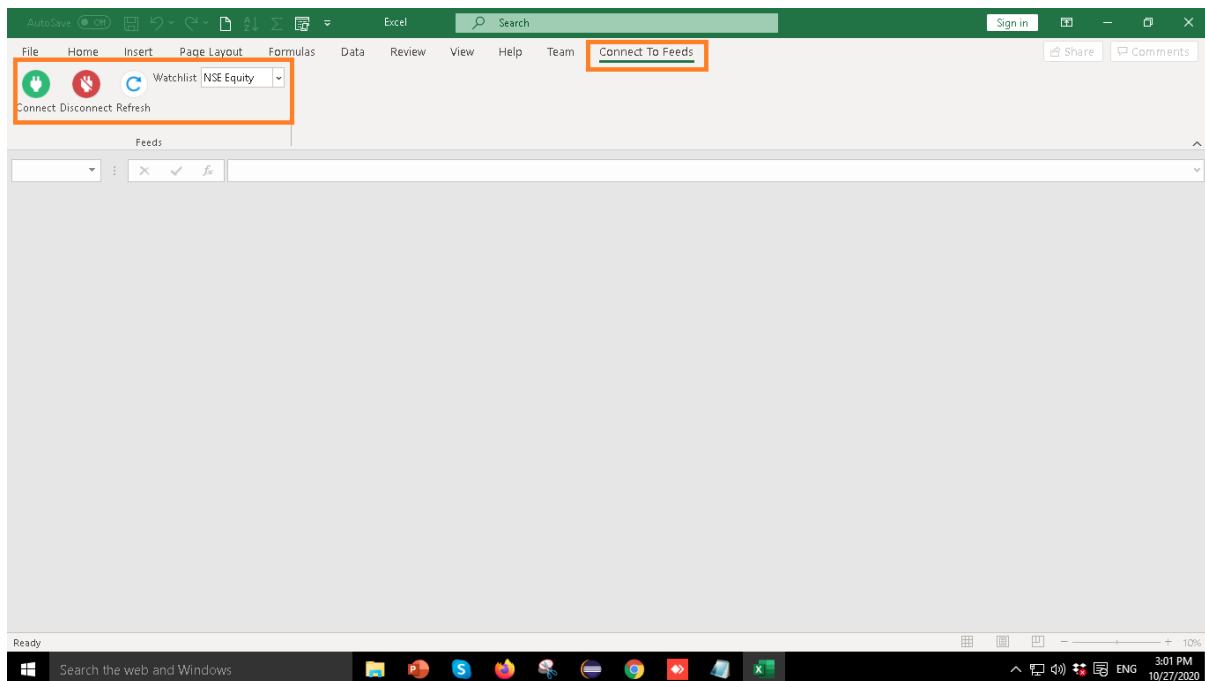 AutoSave Off Excel Search Sign in
File Home Insert Page Layout Formulas Data Review View Help Team Connect To Feeds Share Comments
Watchlist NSE Equity
Connect Disconnect Refresh
Feeds
fx
Ready 10%
Search the web and Windows ENG 3:01 PM
10/27/2020